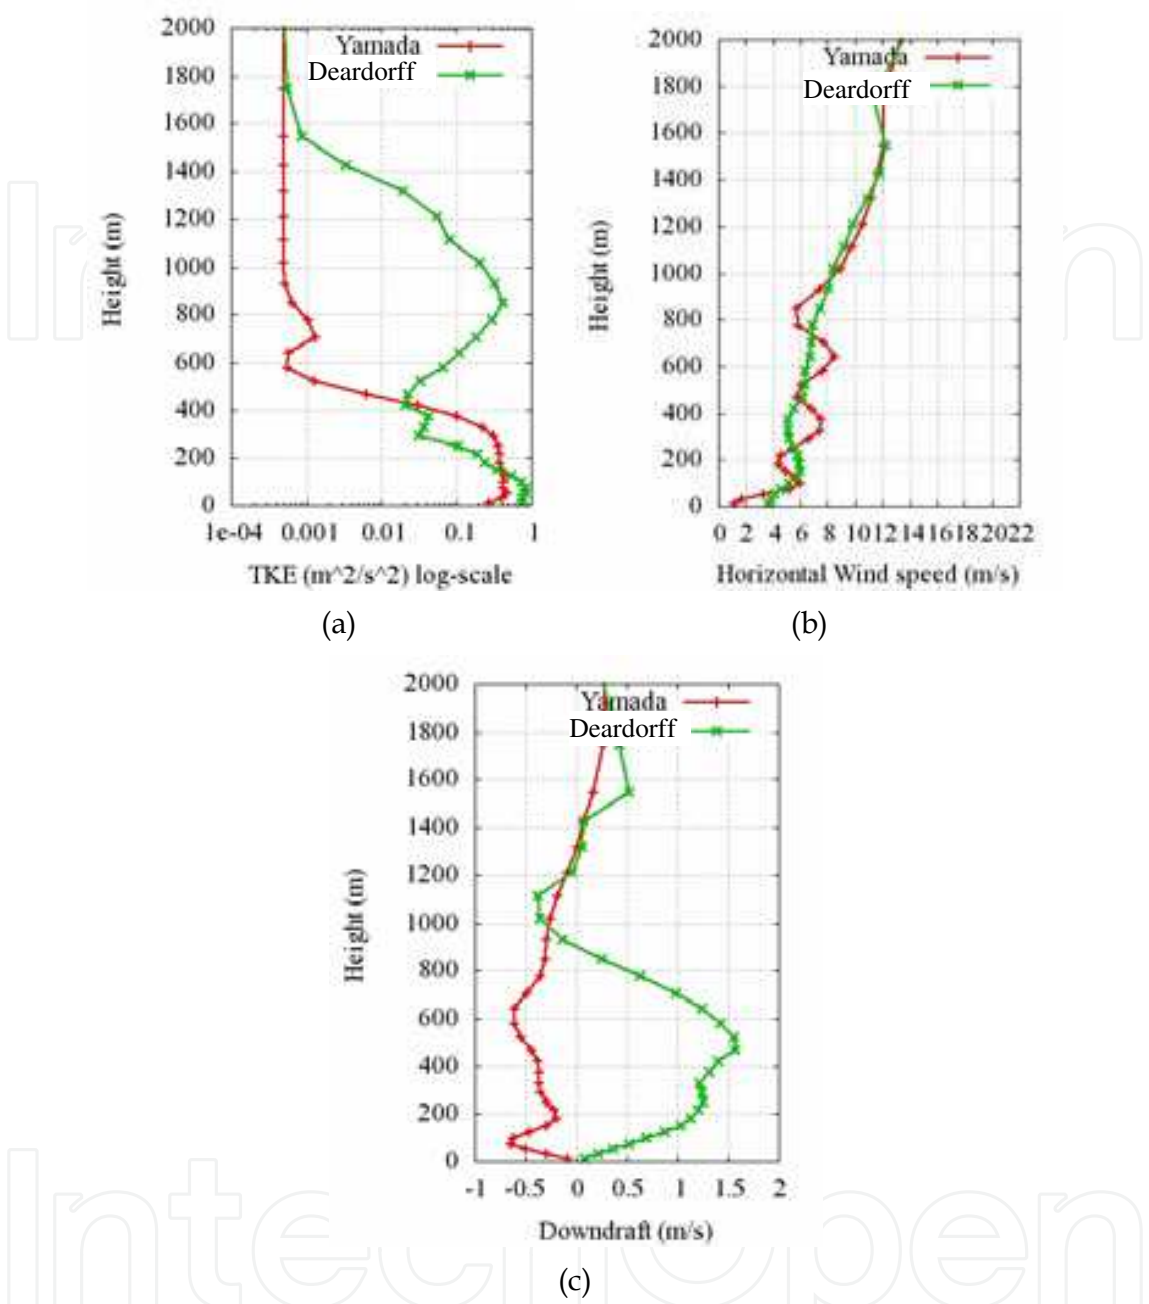 2000
1800
1600
1400
1200
1000
800
600
400
200
0
Height (m)
Yamada
Deardorff
1e-04 0.001 0.01 0.1 1
TKE (m^2/s^2) log-scale
(a)
2000
1800
1600
1400
1200
1000
800
600
400
200
0
Height (m)
Yamada
Deardorff
0 2 4 6 8 10 12 14 16 18 20 22
Horizontal Wind speed (m/s)
(b)
2000
1800
1600
1400
1200
1000
800
600
400
200
0
Height (m)
Yamada
Deardorff
-1 -0.5 0 0.5 1 1.5 2
Downdraft (m/s)
(c)
IntechOpen